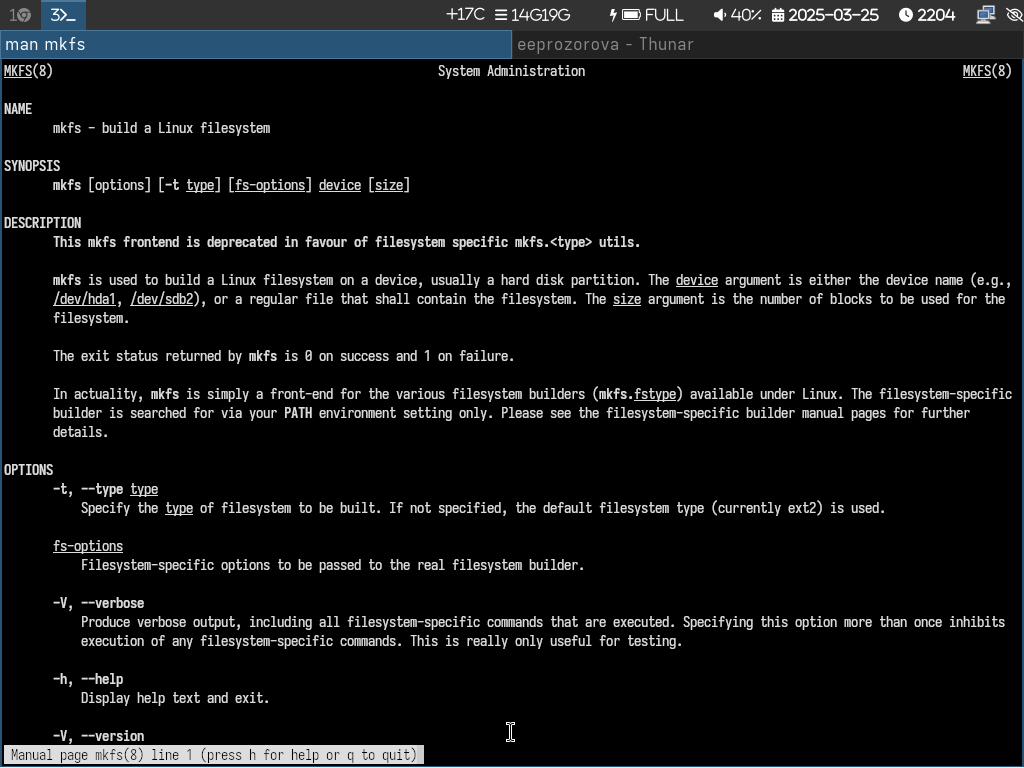 1 3>_ +17C 14G19G FULL 40% 2025-03-25 2204
man mkfs eeprozorova - Thunar
MKFS(8) System Administration MKFS(8)
NAME
mkfs - build a Linux filesystem
SYNOPSIS
mkfs [options] [-t type] [fs-options] device [size]
DESCRIPTION
This mkfs frontend is deprecated in favour of filesystem specific mkfs.<type> utils.
mkfs is used to build a Linux filesystem on a device, usually a hard disk partition. The device argument is either the device name (e.g.,
/dev/hda1, /dev/sdb2), or a regular file that shall contain the filesystem. The size argument is the number of blocks to be used for the
filesystem.
The exit status returned by mkfs is 0 on success and 1 on failure.
In actuality, mkfs is simply a front-end for the various filesystem builders (mkfs.fstype) available under Linux. The filesystem-specific
builder is searched for via your PATH environment setting only. Please see the filesystem-specific builder manual pages for further
details.
OPTIONS
-t, --type type
Specify the type of filesystem to be built. If not specified, the default filesystem type (currently ext2) is used.
fs-options
Filesystem-specific options to be passed to the real filesystem builder.
-V, --verbose
Produce verbose output, including all filesystem-specific commands that are executed. Specifying this option more than once inhibits
execution of any filesystem-specific commands. This is really only useful for testing.
-h, --help
Display help text and exit.
-V, --version
Manual page mkfs(8) line 1 (press h for help or q to quit)